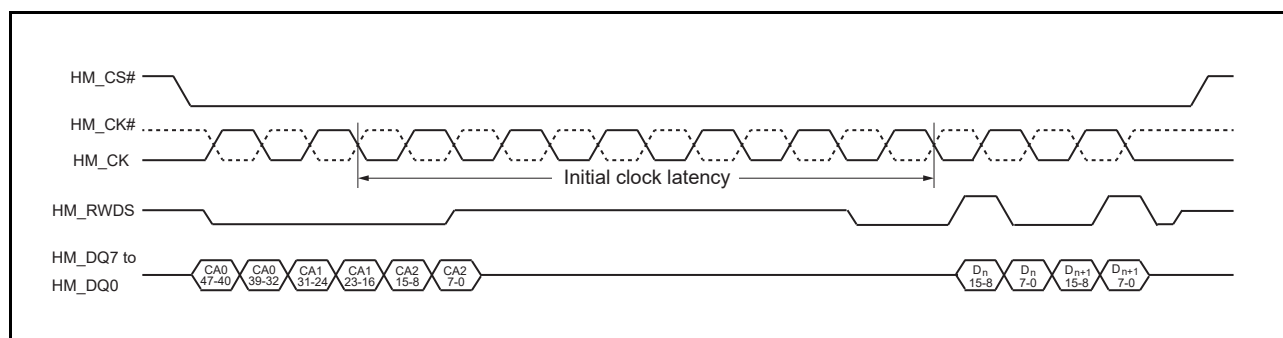 HM_CS#
HM_CK#
HM_CK
Initial clock latency
HM_RWDS
HM_DQ7 to
HM_DQ0
CA0 47-40
CA0 39-32
CA1 31-24
CA1 23-16
CA2 15-8
CA2 7-0
Dn 15-8
Dn 7-0
Dn+1 15-8
Dn+1 7-0